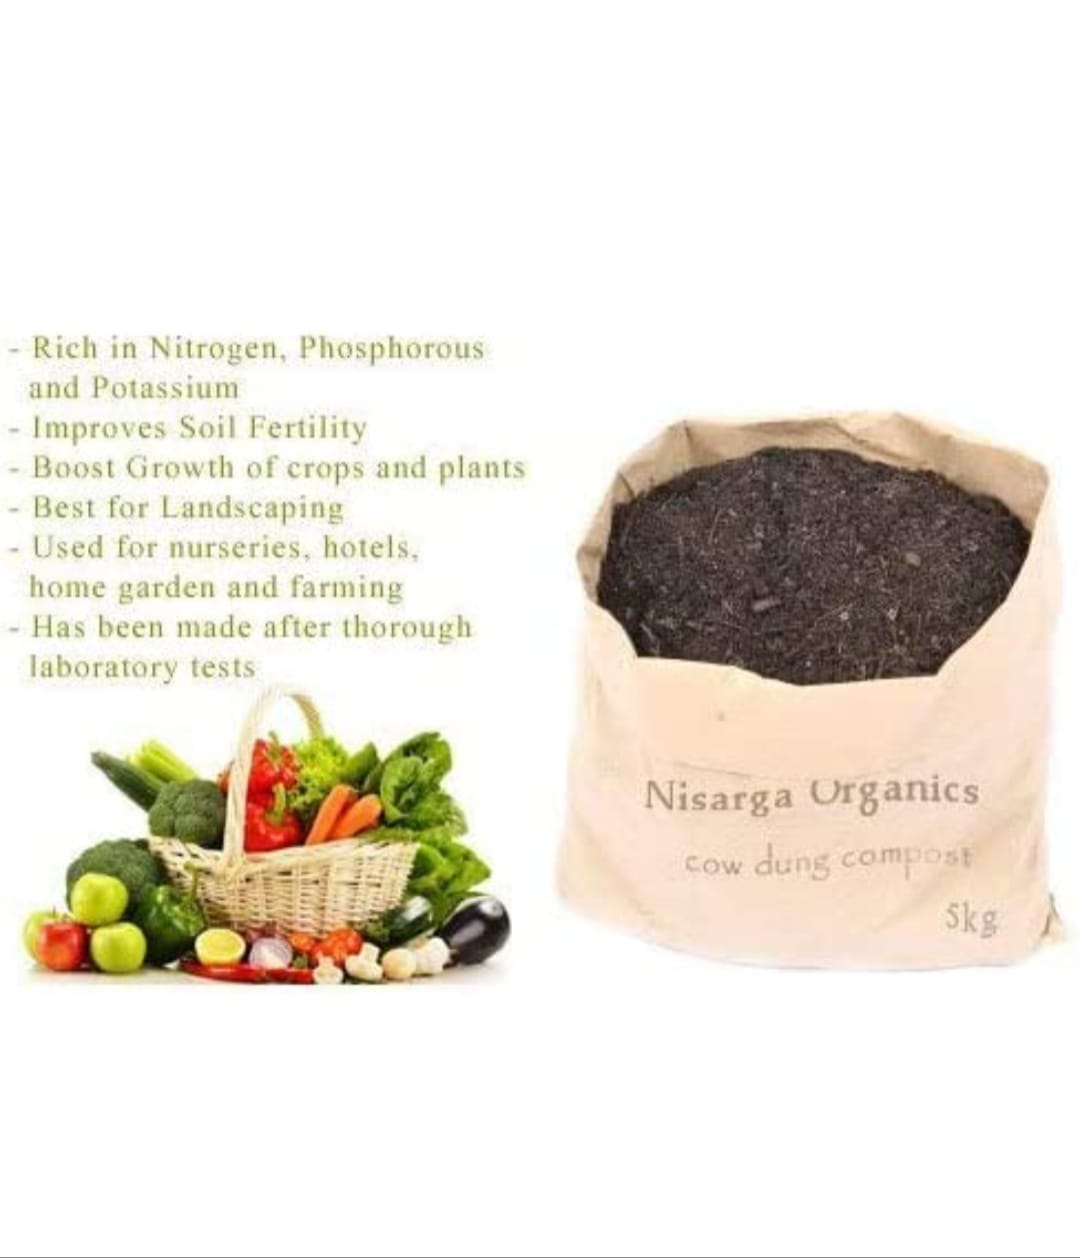 - Rich in Nitrogen, Phosphorous
and Potassium
- Improves Soil Fertility
- Boost Growth of crops and plants
- Best for Landscaping
- Used for nurseries, hotels,
home garden and farming
- Has been made after thorough
laboratory tests
Nisarga Organics
cow dung compost
5kg